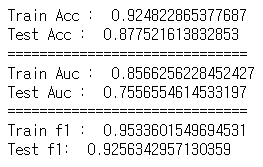 Train Acc :  0.924822865377687
Test Acc :  0.877521613832853
==============================
Train Auc :  0.8566256228452427
Test Auc :  0.7556554614533197
==============================
Train f1 :  0.9533601549694531
Test f1:  0.9256342957130359